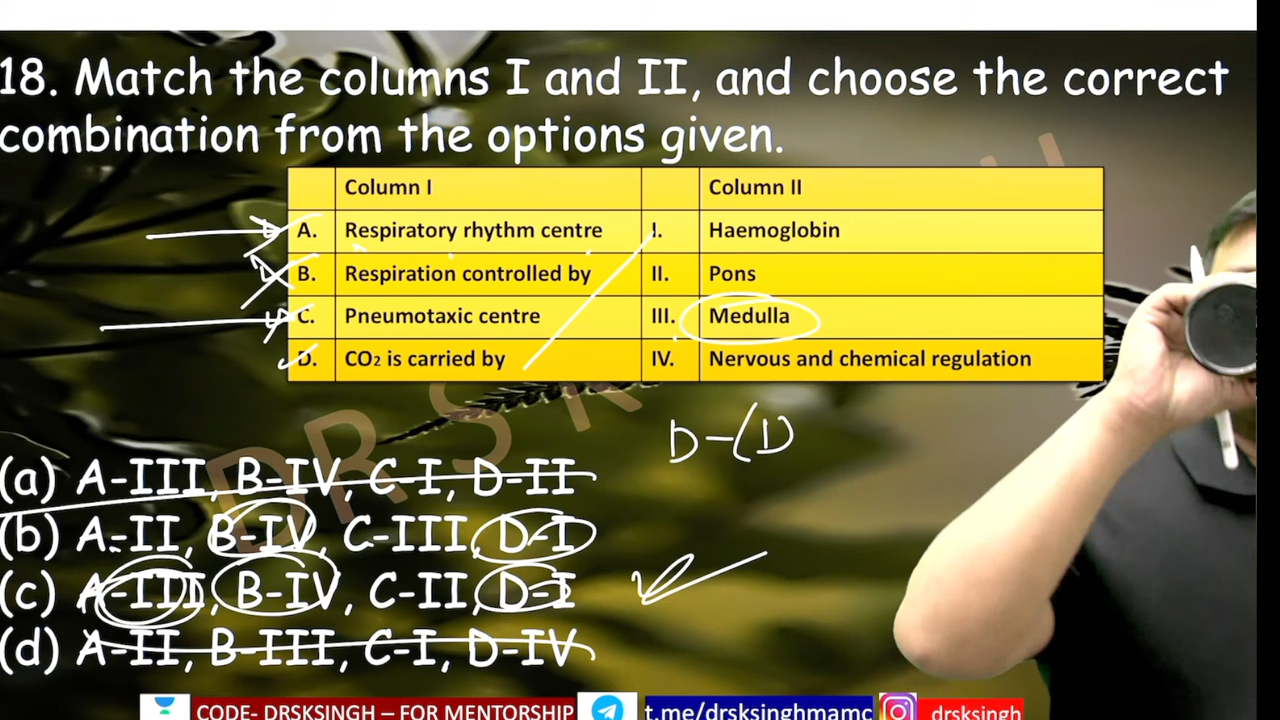 18. Match the columns I and II, and choose the correct
combination from the options given.
Column I Column II
A. Respiratory rhythm centre I. Haemoglobin
B. Respiration controlled by II. Pons
C. Pneumotaxic centre III. Medulla
D. CO₂ is carried by IV. Nervous and chemical regulation
D-(D
(a) A-III, B-IV, C-I, D-II
(b) A-II, B-IV, C-III, D-I
(c) A-III, B-IV, C-II, D-I
(d) A-II, B-III, C-I, D-IV
DR S K
CODE- DRSKSINGH – FOR MENTORSHIP t.me/drsksinghmamc drsksingh